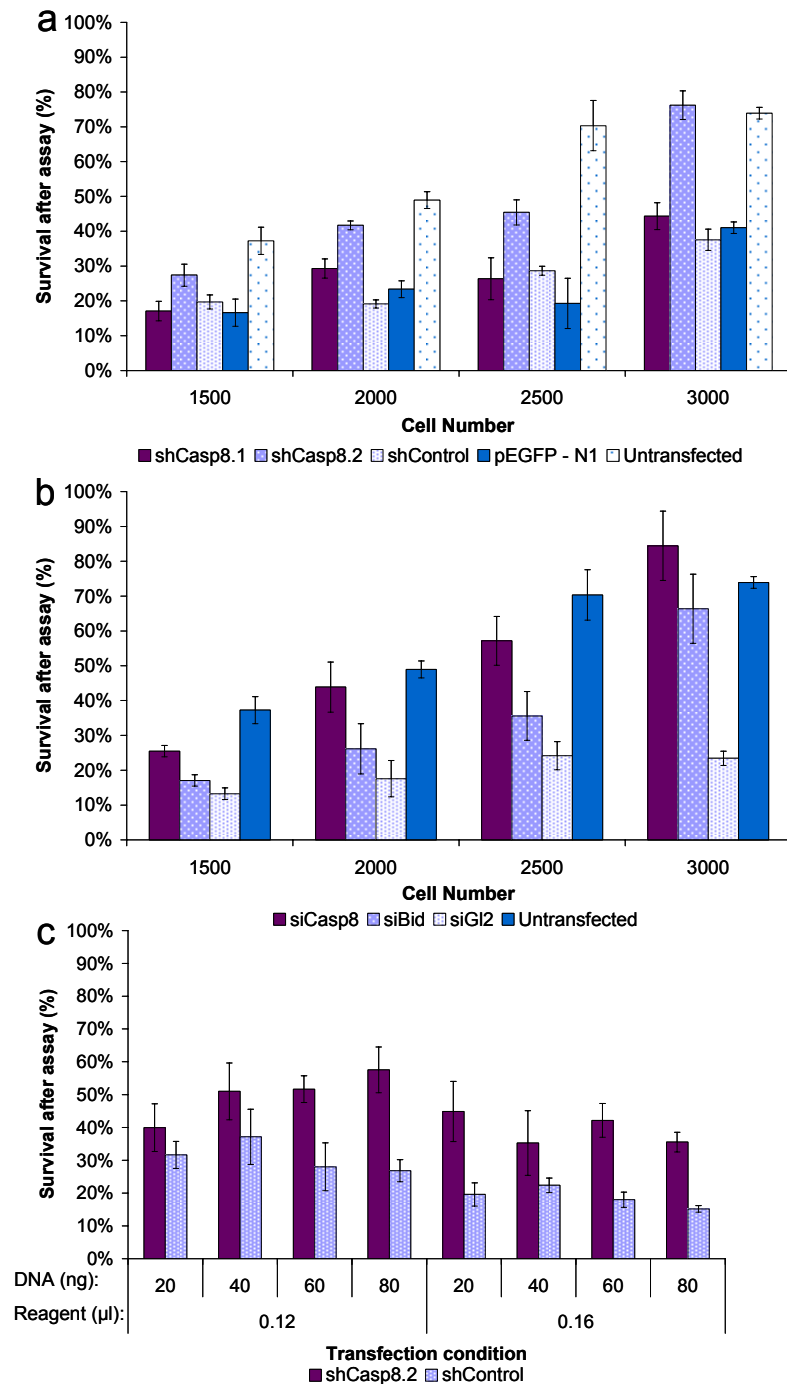 a
100%
90%
80%
70%
60%
50%
40%
30%
20%
10%
0%
Survival after assay (%)
1500 2000 2500 3000
Cell Number
shCasp8.1 shCasp8.2 shControl pEGFP - N1 Untransfected
b
100%
90%
80%
70%
60%
50%
40%
30%
20%
10%
0%
Survival after assay (%)
1500 2000 2500 3000
Cell Number
siCasp8 siBid siGl2 Untransfected
c
100%
90%
80%
70%
60%
50%
40%
30%
20%
10%
0%
Survival after assay (%)
DNA (ng): 20 40 60 80 20 40 60 80
Reagent (µl): 0.12 0.16
Transfection condition
shCasp8.2 shControl